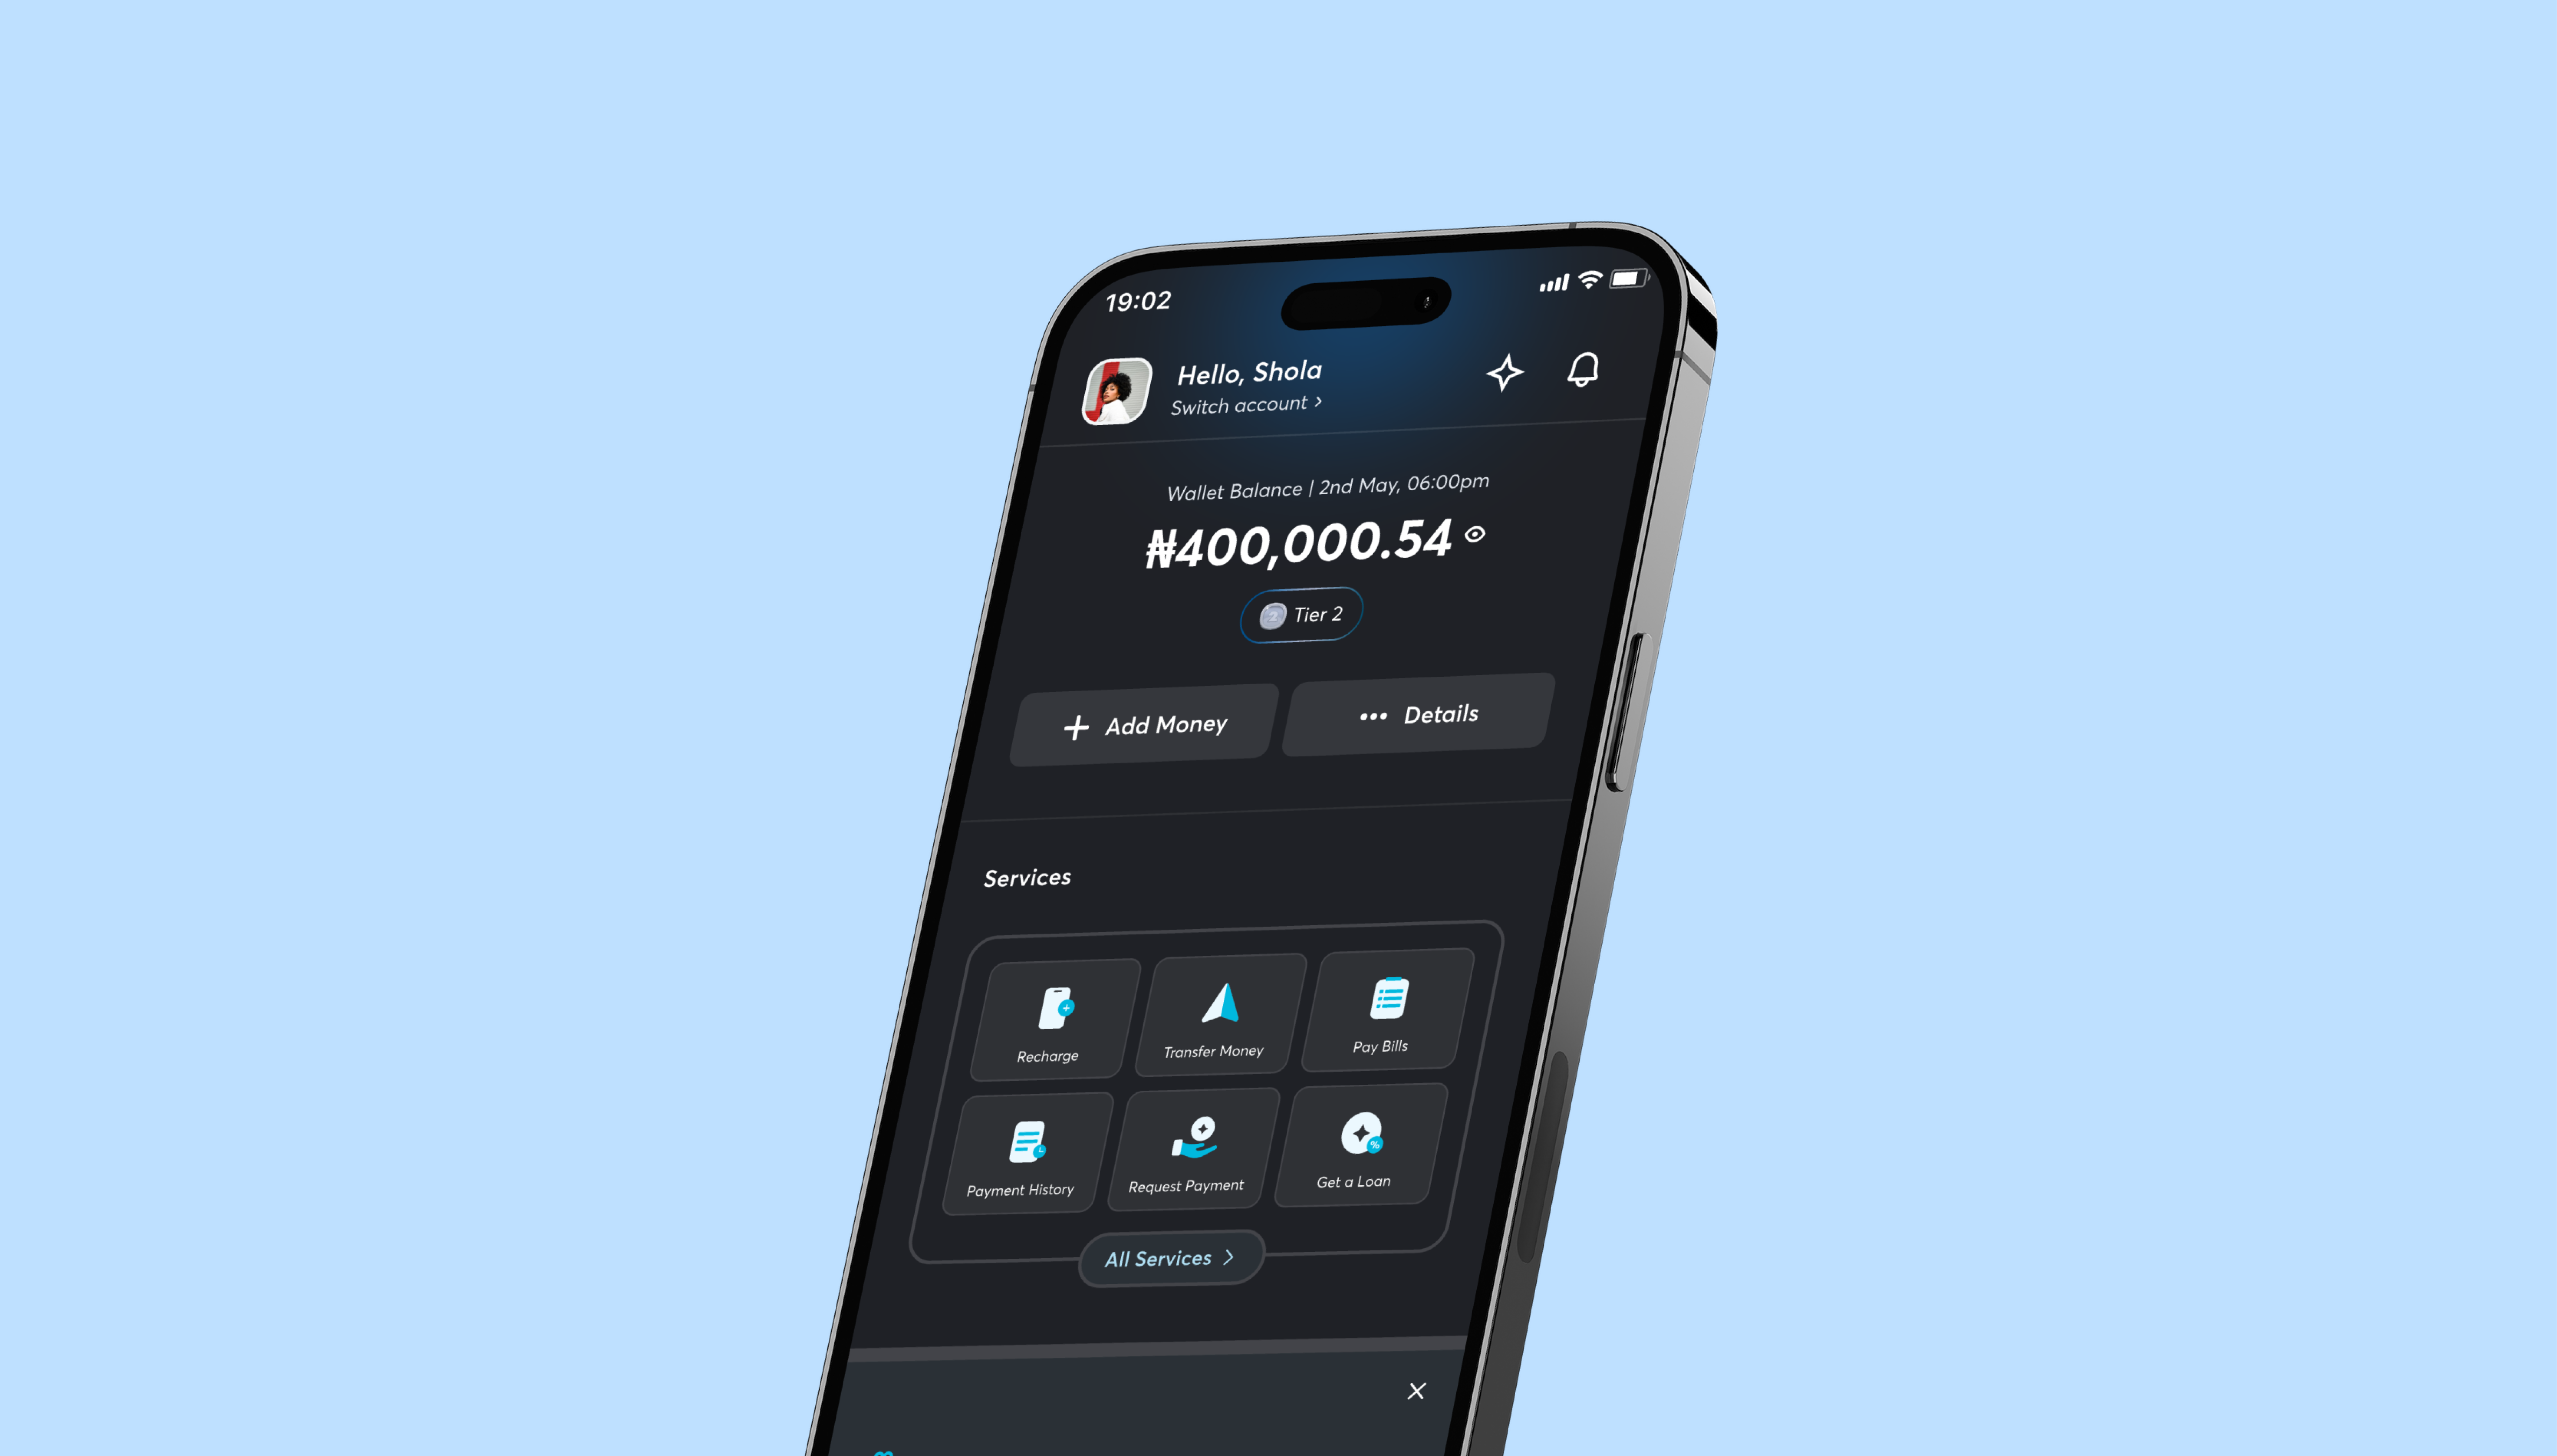 19:02
Hello, Shola
Switch account >
Wallet Balance | 2nd May, 06:00pm
₦400,000.54
Tier 2
Add Money
Details
Services
Recharge
Transfer Money
Pay Bills
Payment History
Request Payment
Get a Loan
All Services >